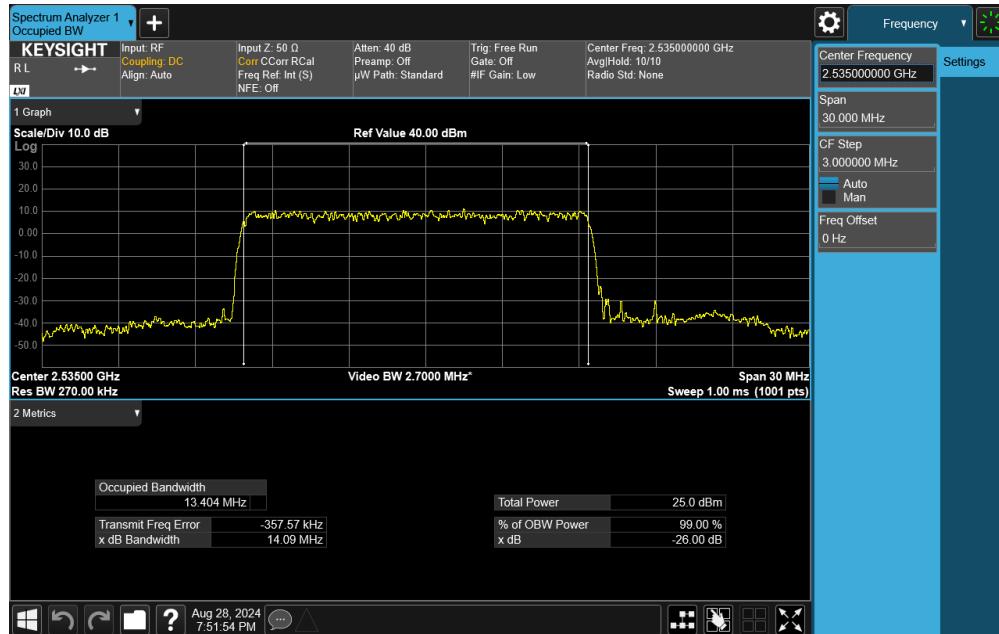 Spectrum Analyzer 1
Occupied BW
Frequency
KEYSIGHT
R L
LXI
Input: RF
Coupling: DC
Align: Auto
Input Z: 50 Ω
Corr CCorr RCal
Freq Ref: Int (S)
NFE: Off
Atten: 40 dB
Preamp: Off
µW Path: Standard
Trig: Free Run
Gate: Off
#IF Gain: Low
Center Freq: 2.535000000 GHz
Avg|Hold: 10/10
Radio Std: None
Center Frequency
2.535000000 GHz
Settings
Span
30.000 MHz
CF Step
3.000000 MHz
Auto
Man
Freq Offset
0 Hz
1 Graph
Scale/Div 10.0 dB
Ref Value 40.00 dBm
Log
30.0
20.0
10.0
0.00
-10.0
-20.0
-30.0
-40.0
-50.0
Center 2.53500 GHz
Video BW 2.7000 MHz*
Span 30 MHz
Res BW 270.00 kHz
Sweep 1.00 ms (1001 pts)
2 Metrics
Occupied Bandwidth
13.404 MHz
Total Power 25.0 dBm
Transmit Freq Error -357.57 kHz
% of OBW Power 99.00 %
x dB Bandwidth 14.09 MHz
x dB -26.00 dB
?
Aug 28, 2024
7:51:54 PM